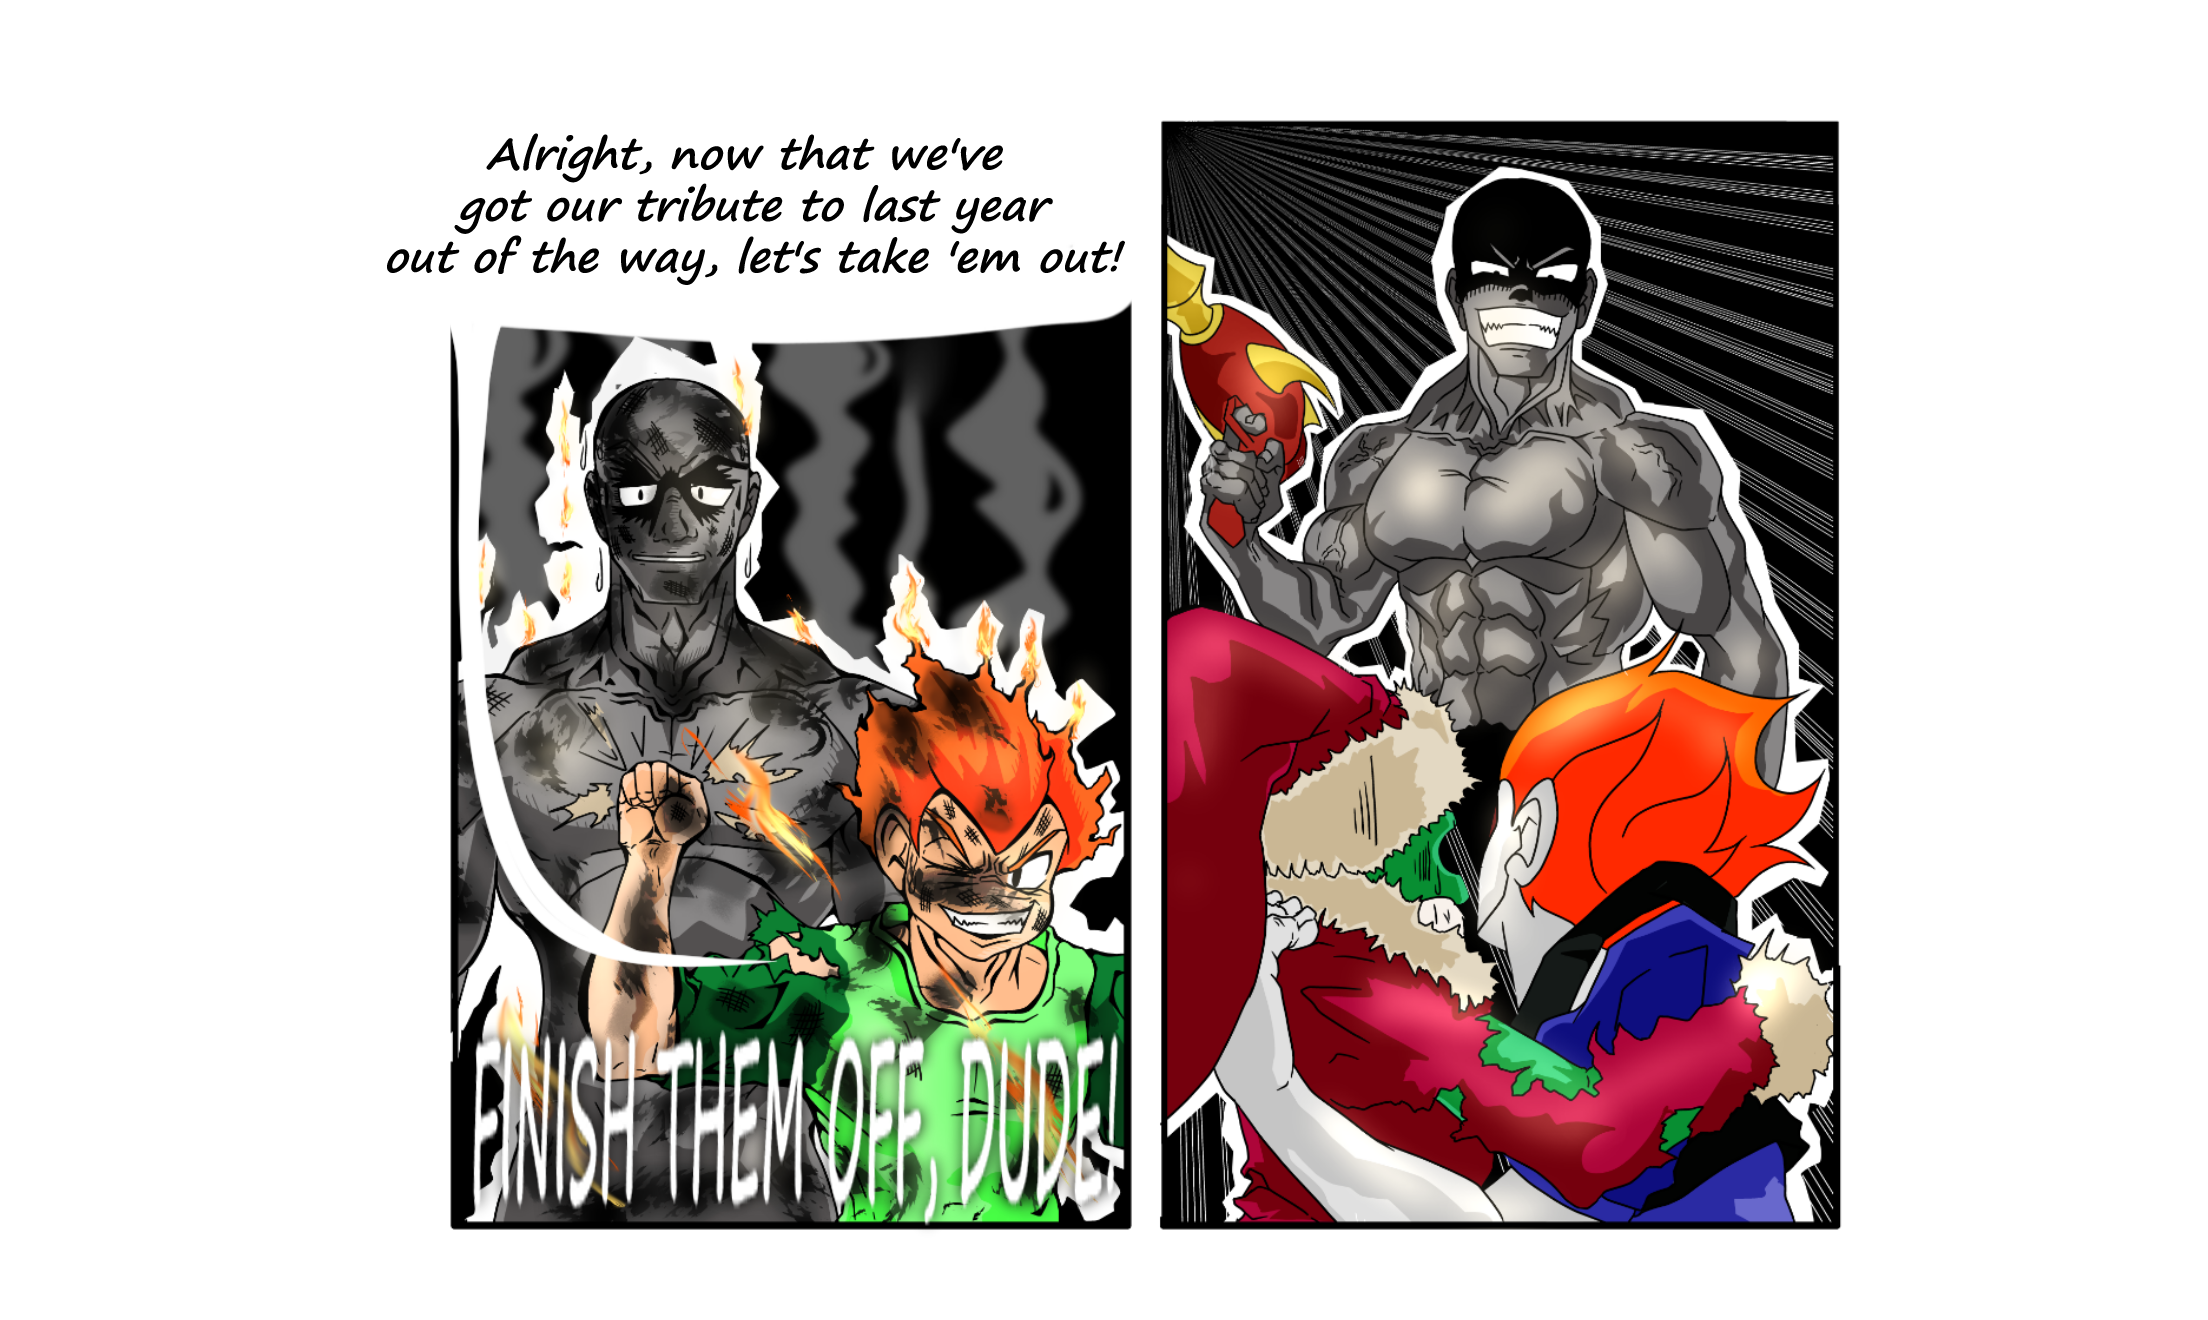 Alright, now that we've
got our tribute to last year
out of the way, let's take 'em out!
FINISH THEM OFF, DUDE!